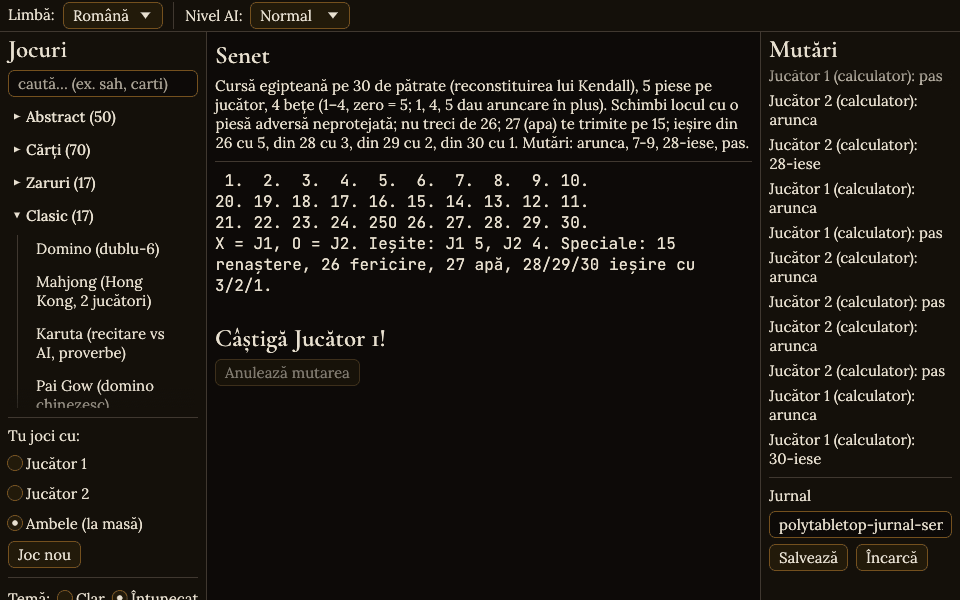 Limbă: Română Nivel AI: Normal
Jocuri
caută... (ex. sah, carti)
Abstract (50)
Cărți (70)
Zaruri (17)
Clasic (17)
Domino (dublu-6)
Mahjong (Hong
Kong, 2 jucători)
Karuta (recitare vs
AI, proverbe)
Pai Gow (domino
chinezesc)
Tu joci cu:
Jucător 1
Jucător 2
Ambele (la masă)
Joc nou
Temă: Clar Întunecat
Senet
Cursă egipteană pe 30 de pătrate (reconstituirea lui Kendall), 5 piese pe
jucător, 4 bețe (1–4, zero = 5; 1, 4, 5 dau aruncare în plus). Schimbi locul cu o
piesă adversă neprotejată; nu treci de 26; 27 (apa) te trimite pe 15; ieșire din
26 cu 5, din 28 cu 3, din 29 cu 2, din 30 cu 1. Mutări: arunca, 7-9, 28-iese, pas.
1. 2. 3. 4. 5. 6. 7. 8. 9. 10.
20. 19. 18. 17. 16. 15. 14. 13. 12. 11.
21. 22. 23. 24. 25O 26. 27. 28. 29. 30.
X = J1, O = J2. Ieșite: J1 5, J2 4. Speciale: 15
renaștere, 26 fericire, 27 apă, 28/29/30 ieșire cu
3/2/1.
Câștigă Jucător 1!
Anulează mutarea
Mutări
Jucător 1 (calculator): pas
Jucător 2 (calculator):
arunca
Jucător 2 (calculator):
28-iese
Jucător 1 (calculator):
arunca
Jucător 1 (calculator): pas
Jucător 2 (calculator):
arunca
Jucător 2 (calculator): pas
Jucător 2 (calculator):
arunca
Jucător 2 (calculator): pas
Jucător 1 (calculator):
arunca
Jucător 1 (calculator):
30-iese
Jurnal
polytabletop-jurnal-ser
Salvează Încarcă